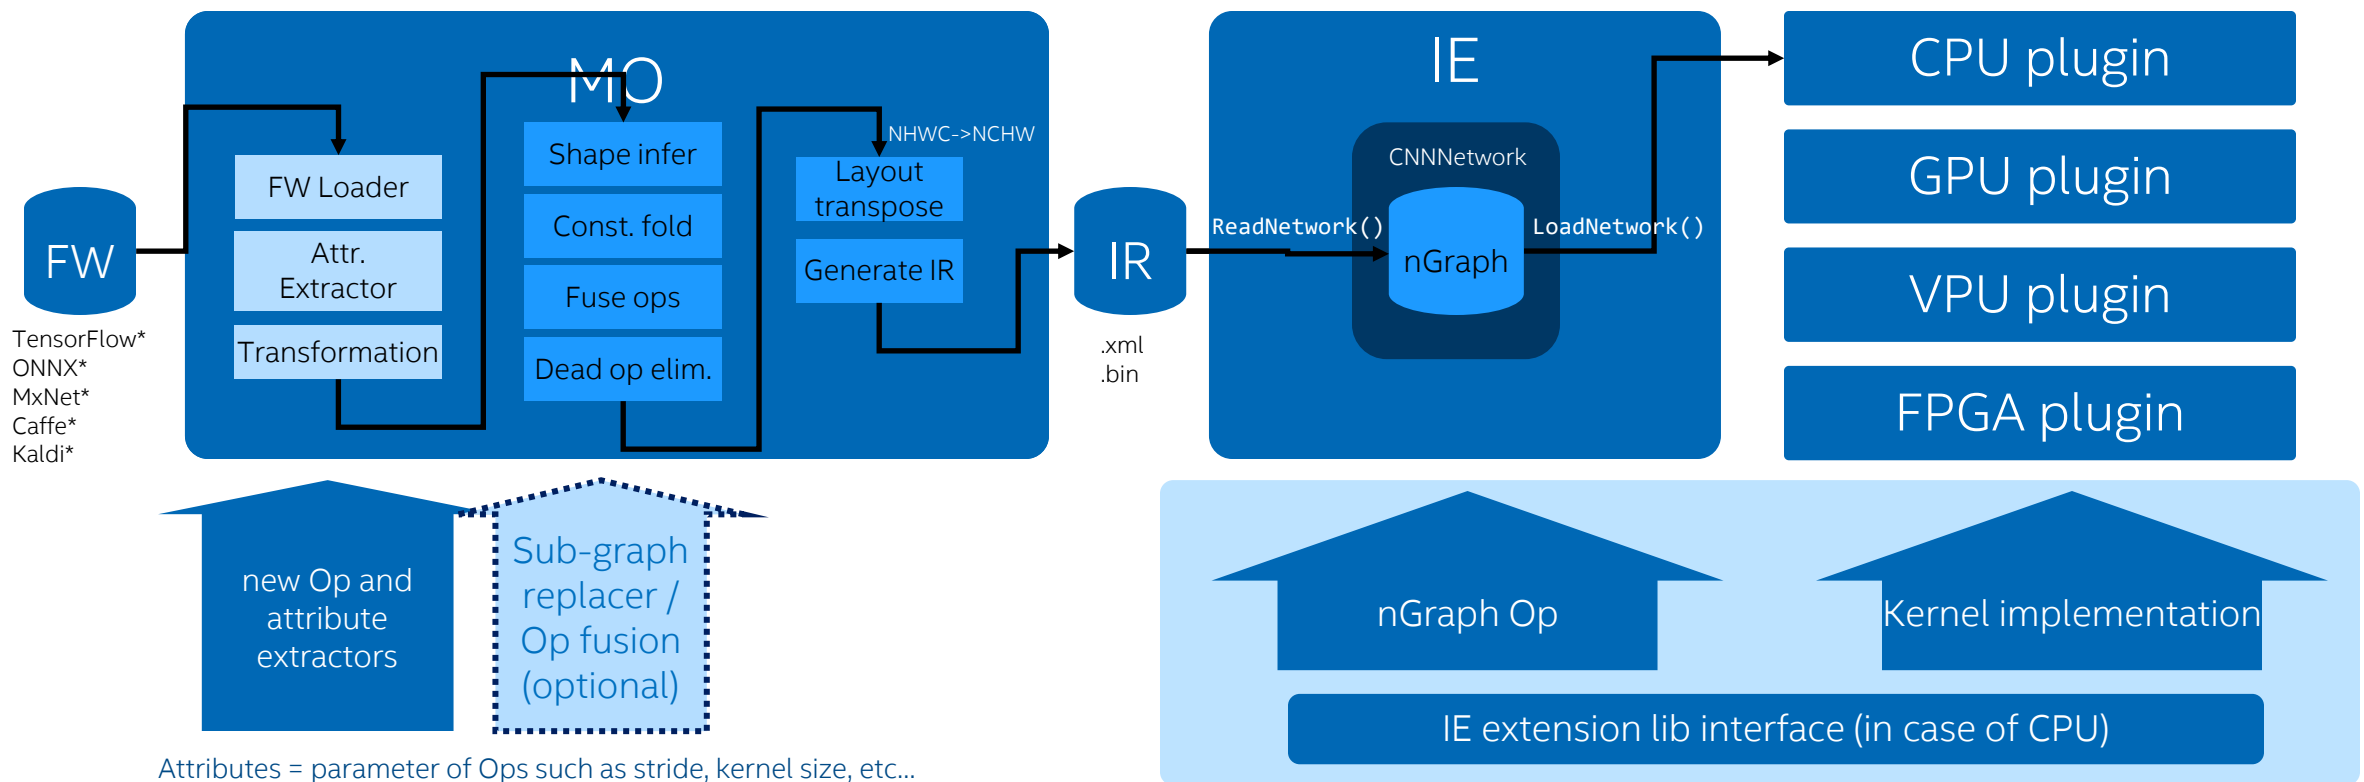 MO
FW Loader
Attr.
Extractor
Transformation
Shape infer
Const. fold
Fuse ops
Dead op elim.
NHWC->NCHW
Layout
transpose
Generate IR
FW
TensorFlow*
ONNX*
MxNet*
Caffe*
Kaldi*
IR
.xml
.bin
IE
CNNNetwork
ReadNetwork()
nGraph
LoadNetwork()
CPU plugin
GPU plugin
VPU plugin
FPGA plugin
new Op and
attribute
extractors
Sub-graph
replacer /
Op fusion
(optional)
Attributes = parameter of Ops such as stride, kernel size, etc...
nGraph Op
Kernel implementation
IE extension lib interface (in case of CPU)